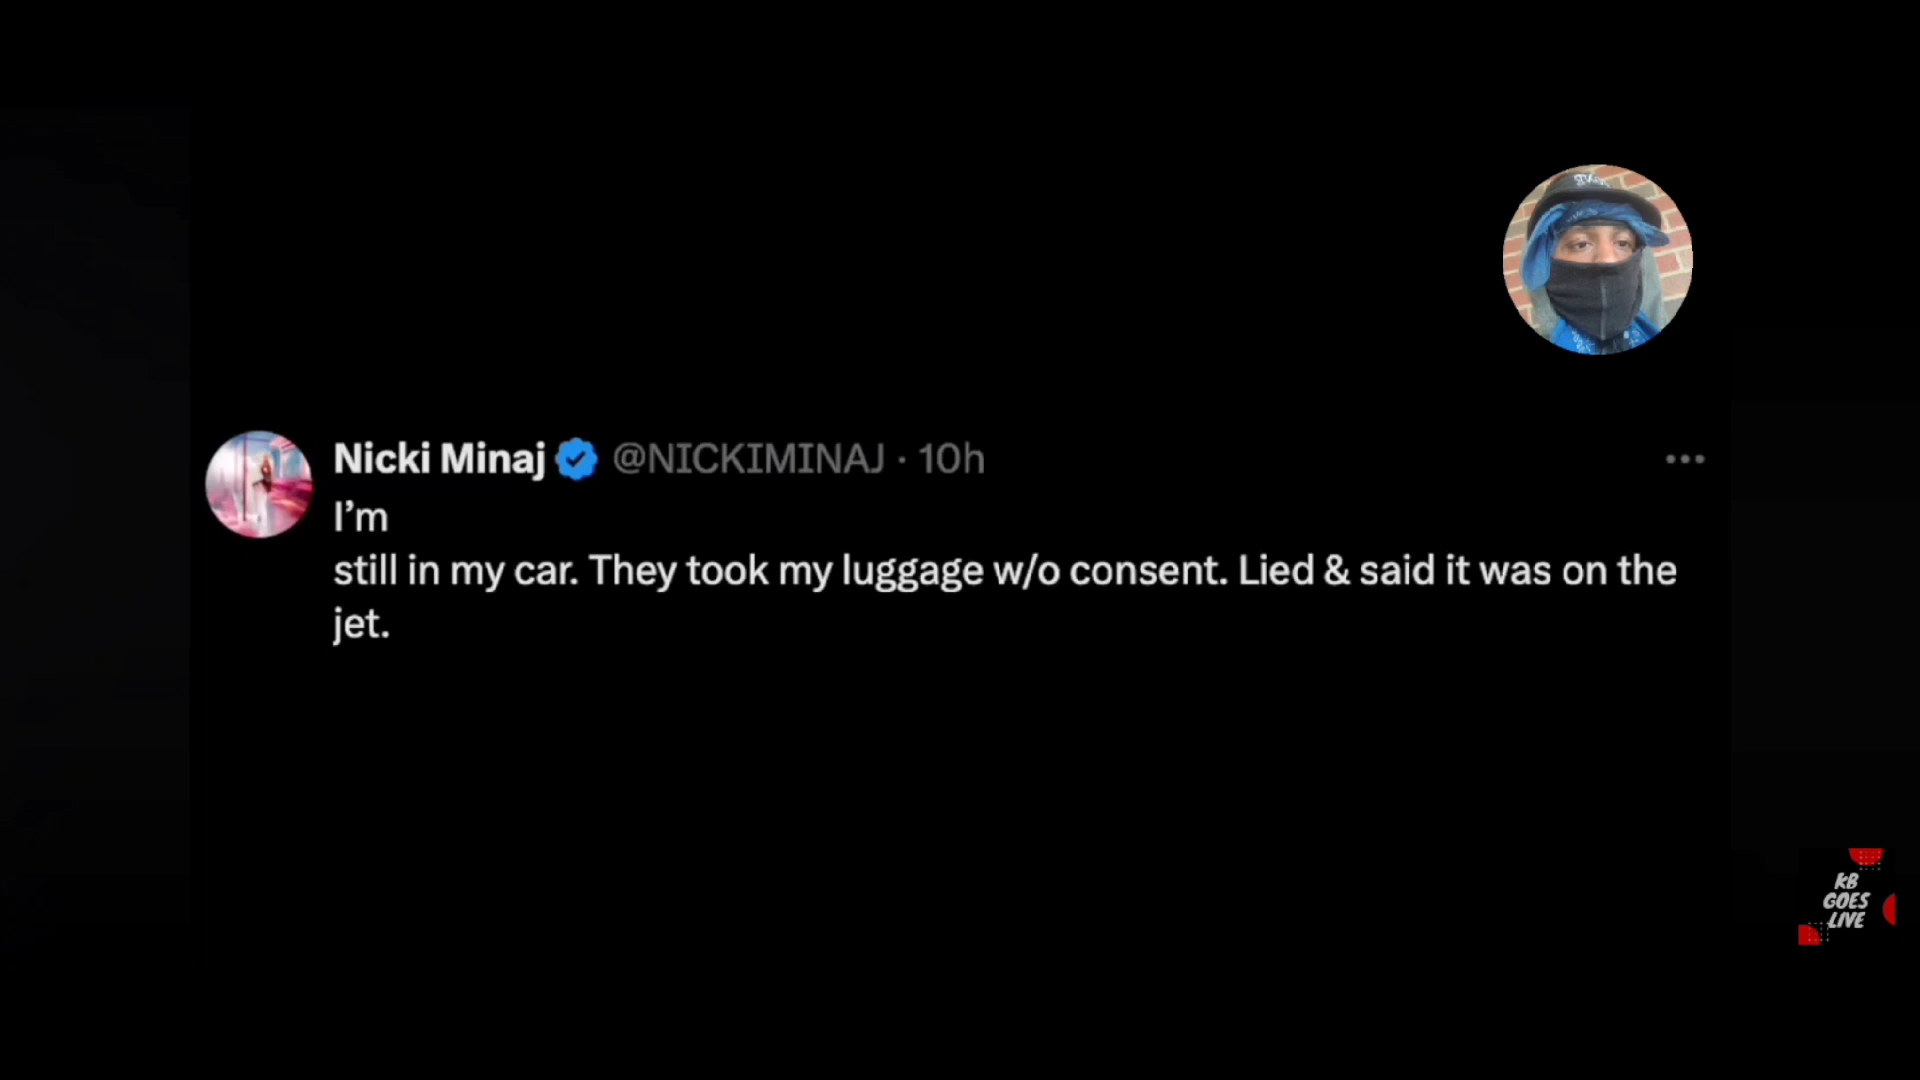 Nicki Minaj @NICKIMINAJ · 10h
I’m
still in my car. They took my luggage w/o consent. Lied & said it was on the
jet.
KB
GOES
LIVE